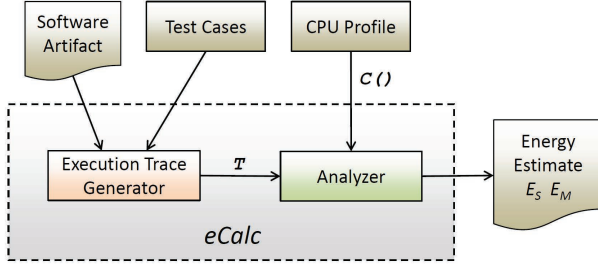 Software
Artifact
Test Cases
CPU Profile
C()
Execution Trace
Generator
T
Analyzer
Energy
Estimate
E_S E_M
eCalc